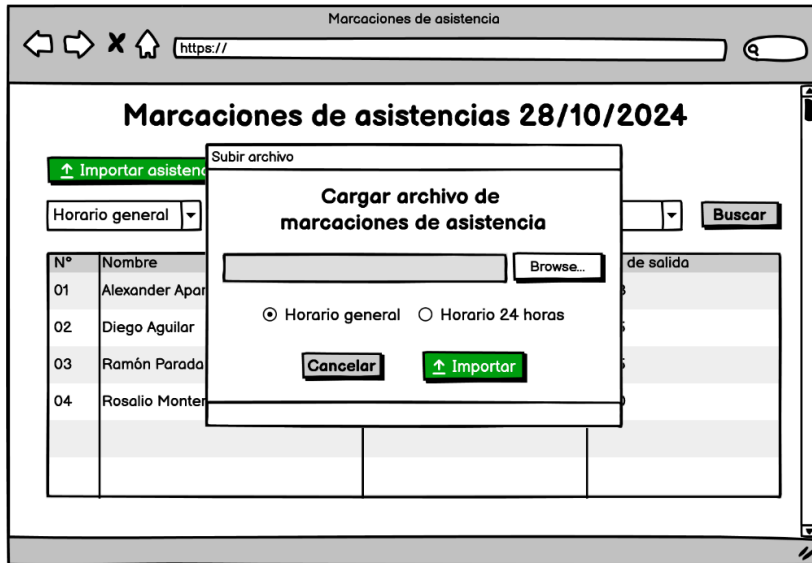 Marcaciones de asistencia
https://
Marcaciones de asistencias 28/10/2024
Importar asistenc
Horario general
Buscar
Subir archivo
Cargar archivo de
marcaciones de asistencia
Browse...
Horario general
Horario 24 horas
Cancelar
Importar
N° Nombre de salida
01 Alexander Apar
02 Diego Aguilar
03 Ramón Parada
04 Rosalio Monter